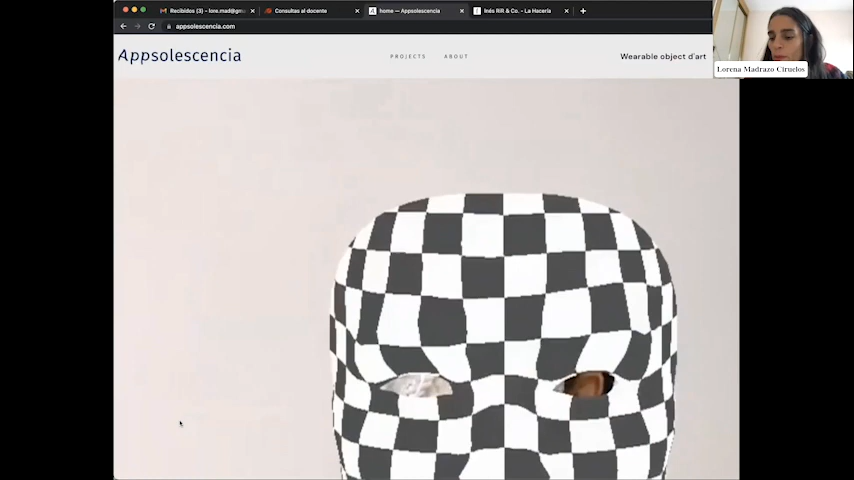 Recibidos (3) – lore.mad@gm
Consultas al docente
home — Appsolescencia
Inés RIR & Co. - La Hacería
appsolescencia.com
Appsolescencia
PROJECTS
ABOUT
Wearable object d'art
Lorena Madrazo Ciruelos